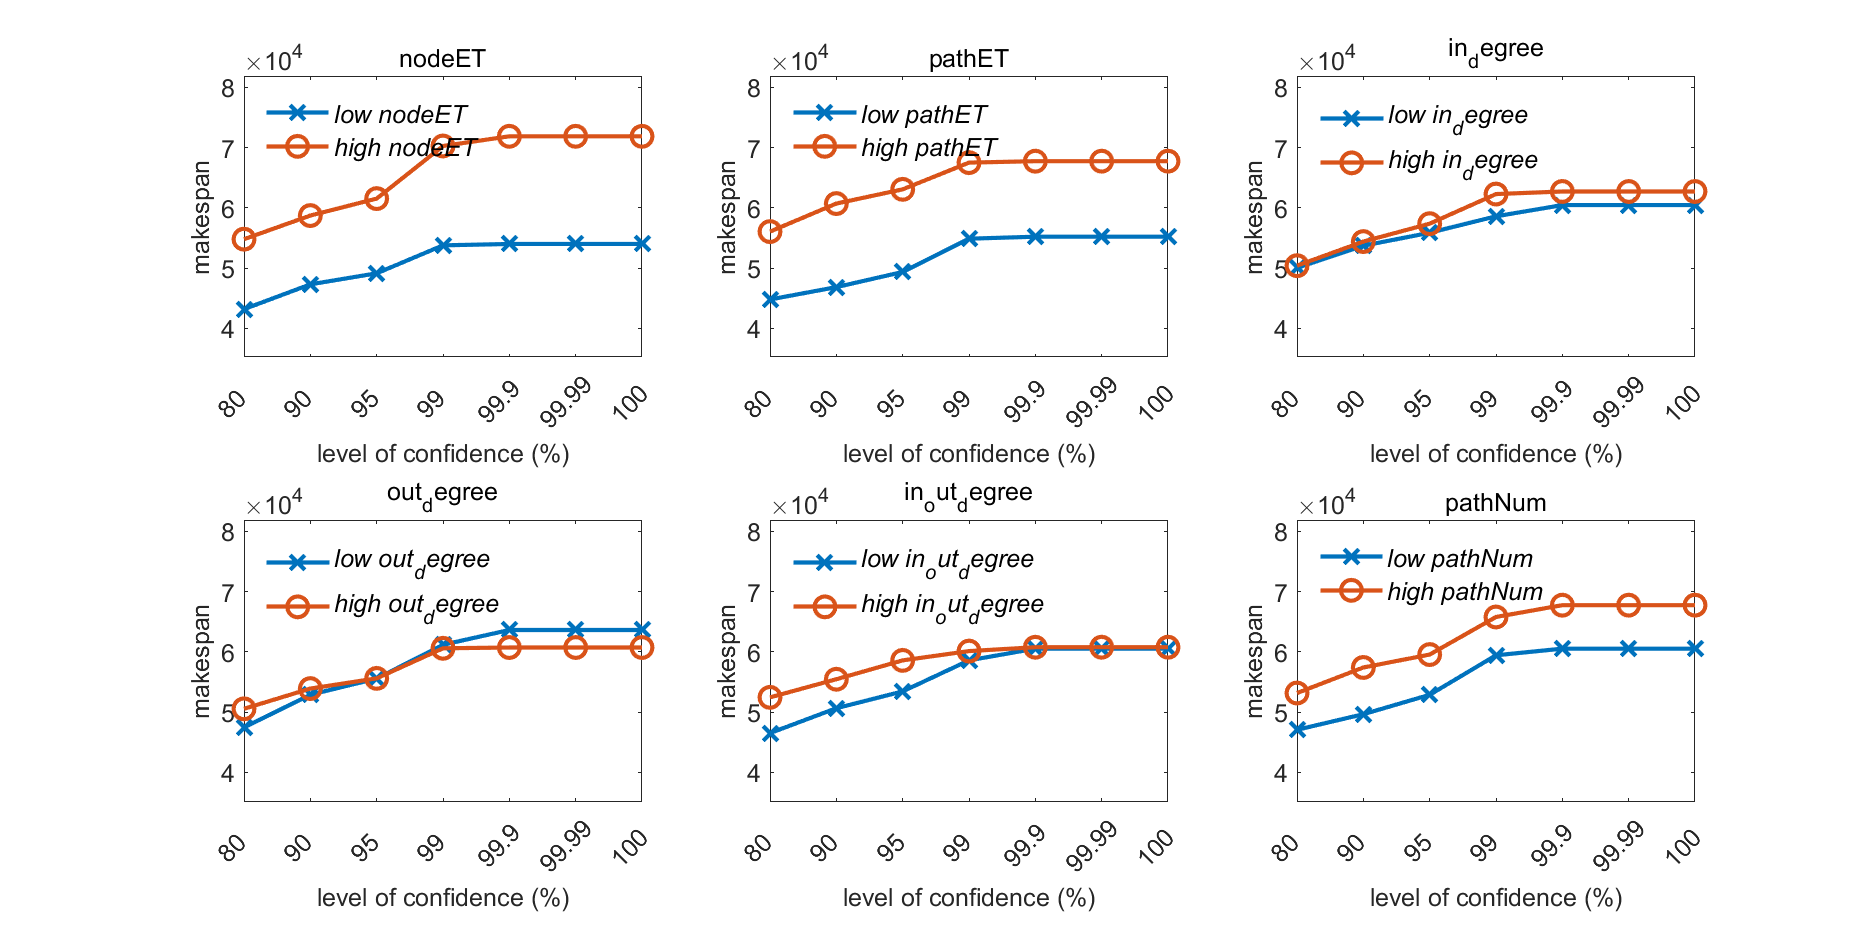 ×10⁴
nodeET
8
7
6
5
4
makespan
low nodeET
high nodeET
80
90
95
99
99.9
99.99
100
level of confidence (%)
×10⁴
pathET
8
7
6
5
4
makespan
low pathET
high pathET
80
90
95
99
99.9
99.99
100
level of confidence (%)
×10⁴
in_degree
8
7
6
5
4
makespan
low in_degree
high in_degree
80
90
95
99
99.9
99.99
100
level of confidence (%)
×10⁴
out_degree
8
7
6
5
4
makespan
low out_degree
high out_degree
80
90
95
99
99.9
99.99
100
level of confidence (%)
×10⁴
in_out_degree
8
7
6
5
4
makespan
low in_out_degree
high in_out_degree
80
90
95
99
99.9
99.99
100
level of confidence (%)
×10⁴
pathNum
8
7
6
5
4
makespan
low pathNum
high pathNum
80
90
95
99
99.9
99.99
100
level of confidence (%)